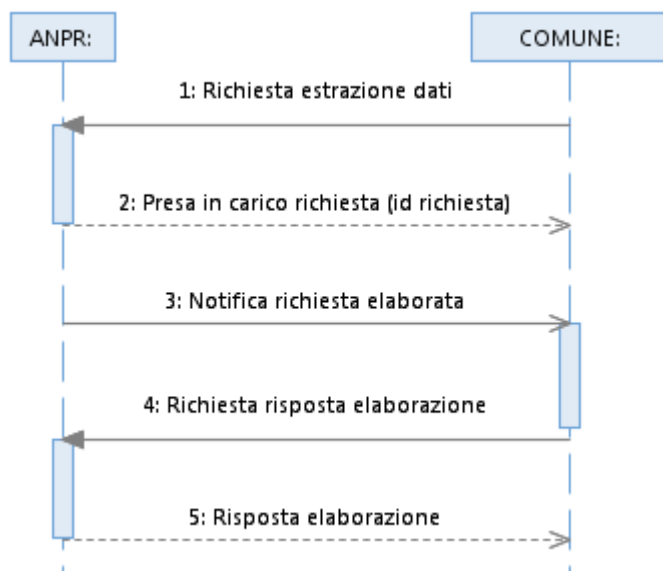 ANPR:
COMUNE:
1: Richiesta estrazione dati
2: Presa in carico richiesta (id richiesta)
3: Notifica richiesta elaborata
4: Richiesta risposta elaborazione
5: Risposta elaborazione